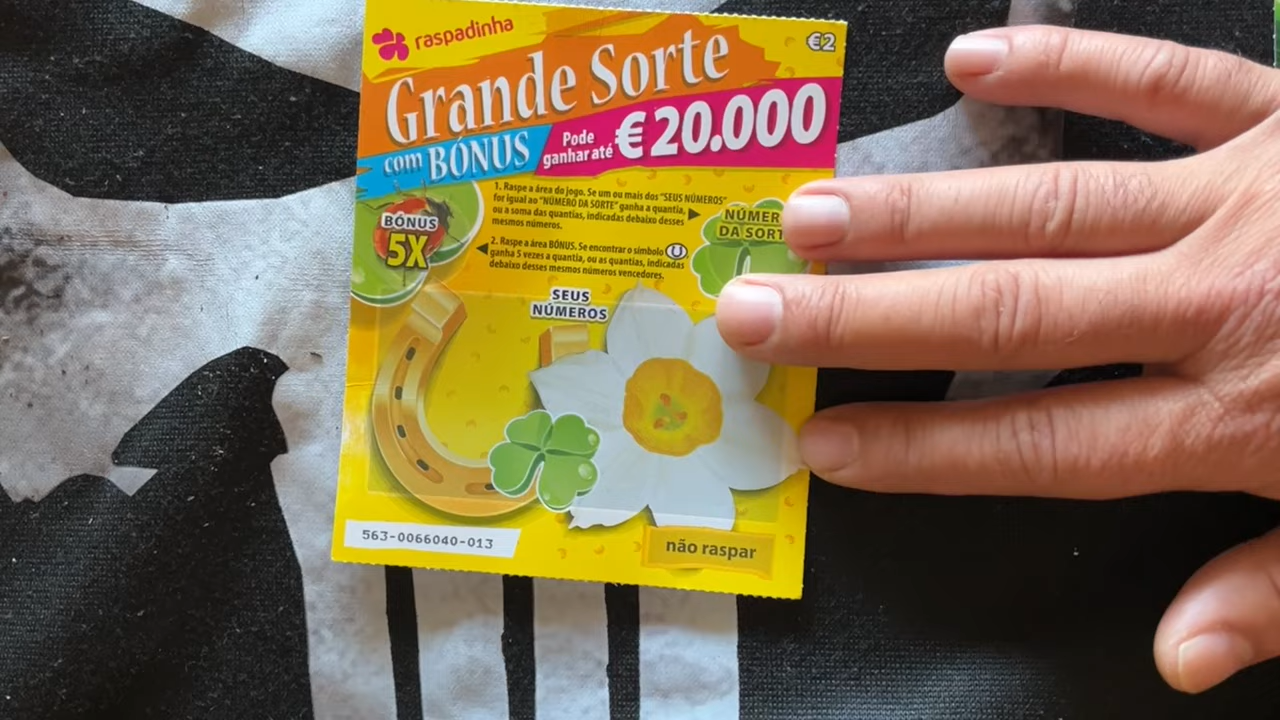 raspadinha
€2
Grande Sorte
com BÓNUS
Pode
ganhar até
€20.000
1. Raspe a área do jogo. Se um ou mais dos "SEUS NÚMEROS"
for igual ao "NÚMERO DA SORTE" ganha a quantia,
ou a soma das quantias, indicadas debaixo desses
mesmos números.
NÚMER
DA SORT
BÓNUS
5X
2. Raspe a área BÓNUS. Se encontrar o símbolo
ganha 5 vezes a quantia, ou as quantias, indicadas
debaixo desses mesmos números vencedores.
SEUS
NÚMEROS
563-0066040-013
não raspar